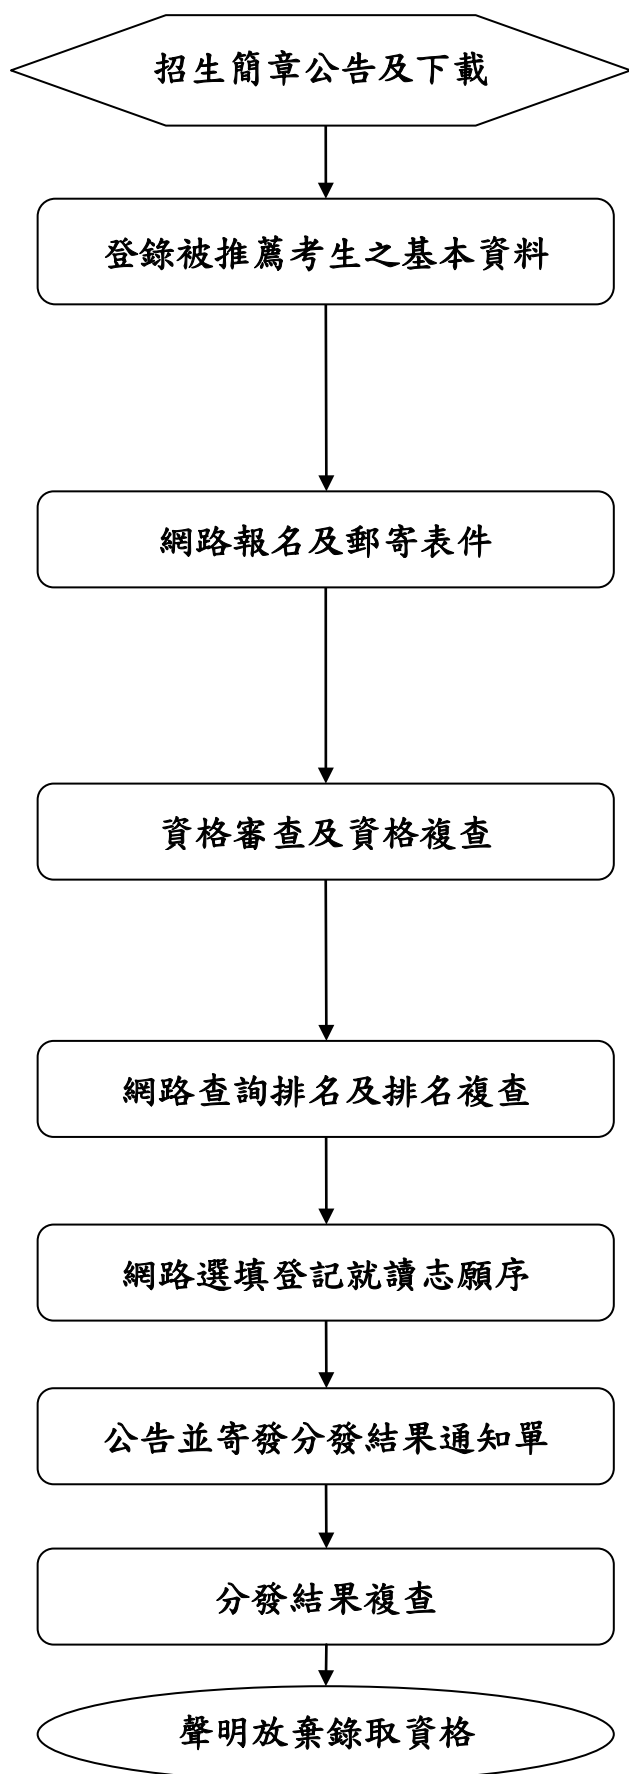 招生簡章公告及下載
登錄被推薦考生之基本資料
網路報名及郵寄表件
資格審查及資格複查
網路查詢排名及排名複查
網路選填登記就讀志願序
公告並寄發分發結果通知單
分發結果複查
聲明放棄錄取資格